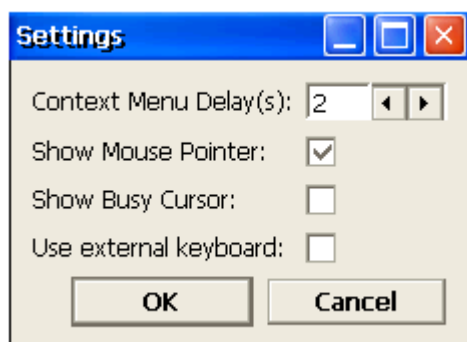 Settings
Context Menu Delay(s): 2
Show Mouse Pointer:
Show Busy Cursor:
Use external keyboard:
OK Cancel